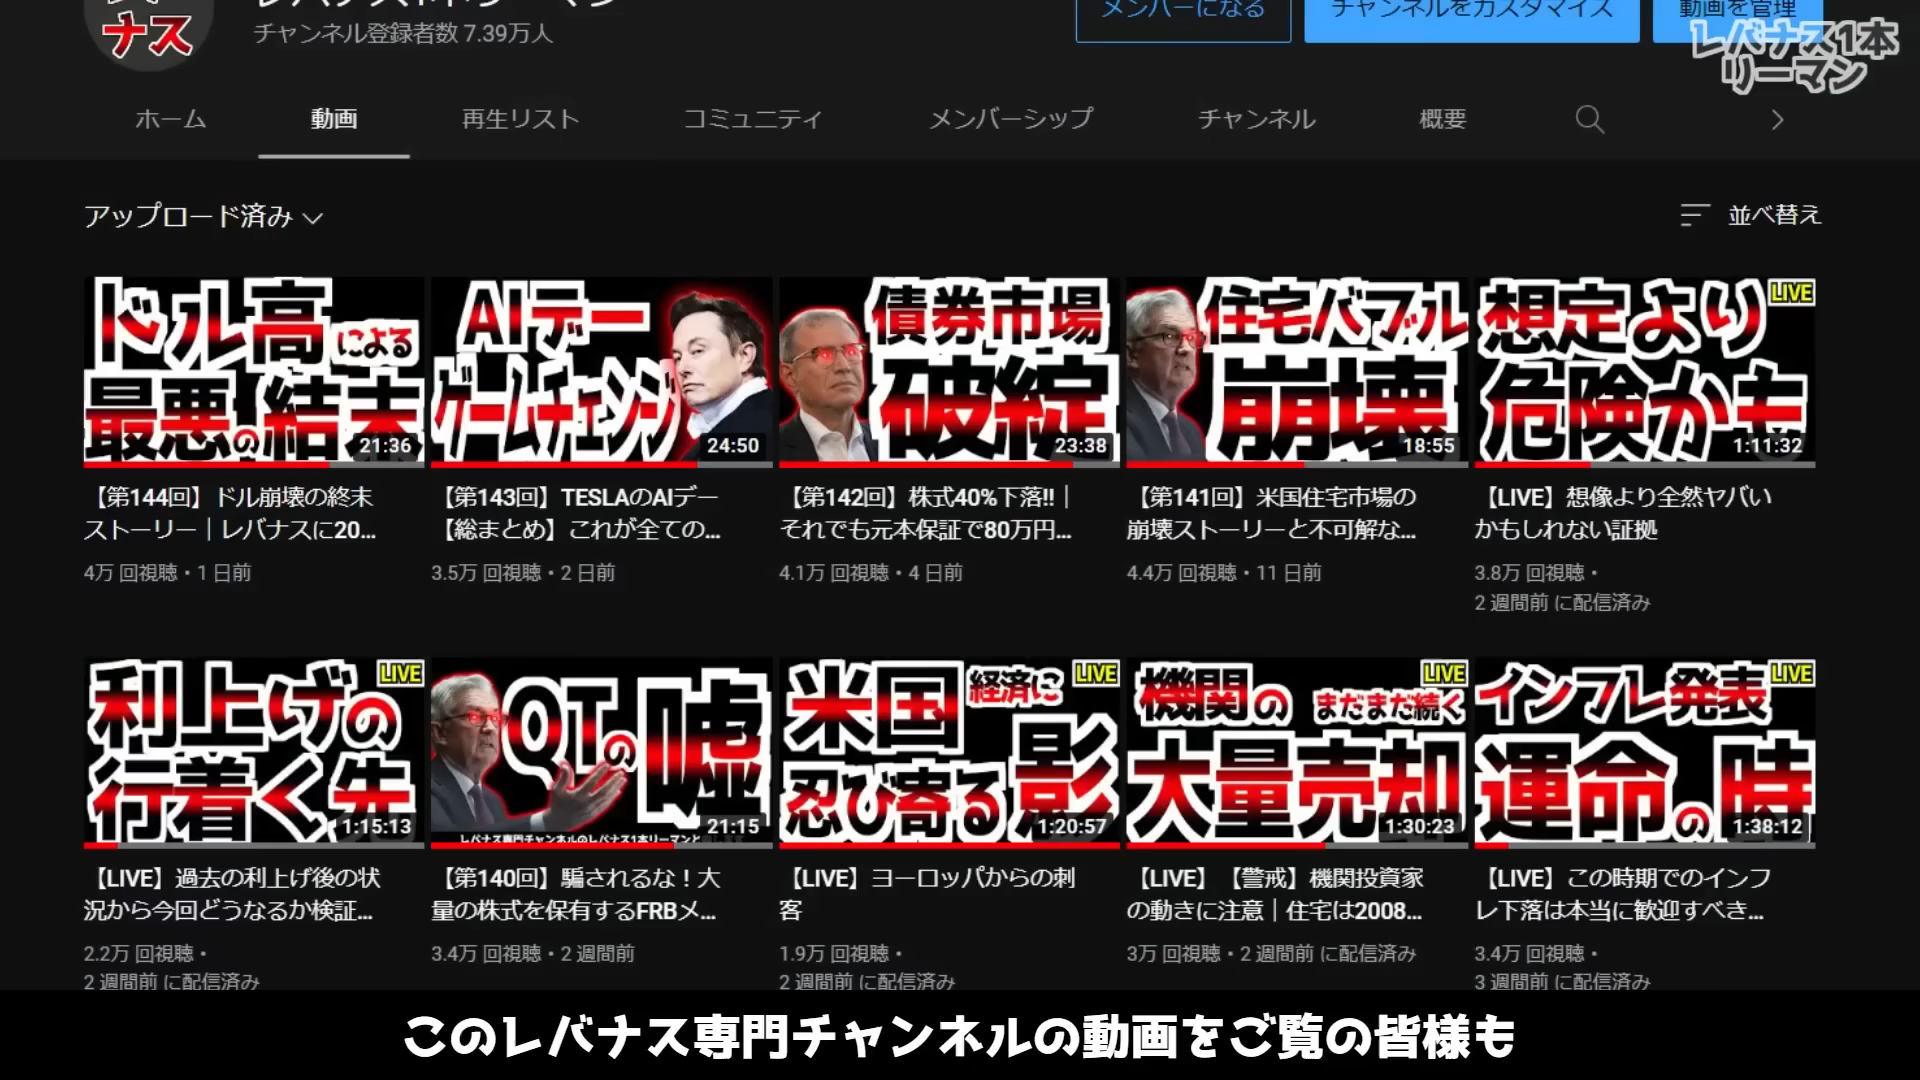 ナス
チャンネル登録者数 7.39万人
メンバーになる
チャンネルをカスタマイズ
動画を管理
レバナス1本
リーマン
ホーム
動画
再生リスト
コミュニティ
メンバーシップ
チャンネル
概要
アップロード済み
並べ替え
ドル高による
最悪の結末
21:36
AIデー
ゲームチェンジ
24:50
債券市場
破綻
23:38
住宅バブル
崩壊
18:55
LIVE
想定より
危険かも
1:11:32
【第144回】ドル崩壊の終末
ストーリー｜レバナスに20...
4万 回視聴・1 日前
【第143回】TESLAのAIデー
【総まとめ】これが全ての...
3.5万 回視聴・2 日前
【第142回】株式40%下落!!｜
それでも元本保証で80万円...
4.1万 回視聴・4 日前
【第141回】米国住宅市場の
崩壊ストーリーと不可解な...
4.4万 回視聴・11 日前
【LIVE】想像より全然ヤバい
かもしれない証拠
3.8万 回視聴・
2 週間前 に配信済み
LIVE
利上げの
行着く先
1:15:13
QTの嘘
レバナス専門チャンネルのレバナス1本リーマンと
21:15
LIVE
米国経済に
忍び寄る影
1:20:57
LIVE
機関の まだまだ続く
大量売却
1:30:23
LIVE
インフレ発表
運命の時
1:38:12
【LIVE】過去の利上げ後の状
況から今回どうなるか検証...
2.2万 回視聴・
2 週間前 に配信済み
【第140回】騙されるな！大
量の株式を保有するFRBメ...
3.4万 回視聴・2 週間前
【LIVE】ヨーロッパからの刺
客
1.9万 回視聴・
2 週間前 に配信済み
【LIVE】【警戒】機関投資家
の動きに注意｜住宅は2008...
3万 回視聴・2 週間前 に配信済み
【LIVE】この時期でのインフ
レ下落は本当に歓迎すべき...
3.4万 回視聴・
3 週間前 に配信済み
このレバナス専門チャンネルの動画をご覧の皆様も